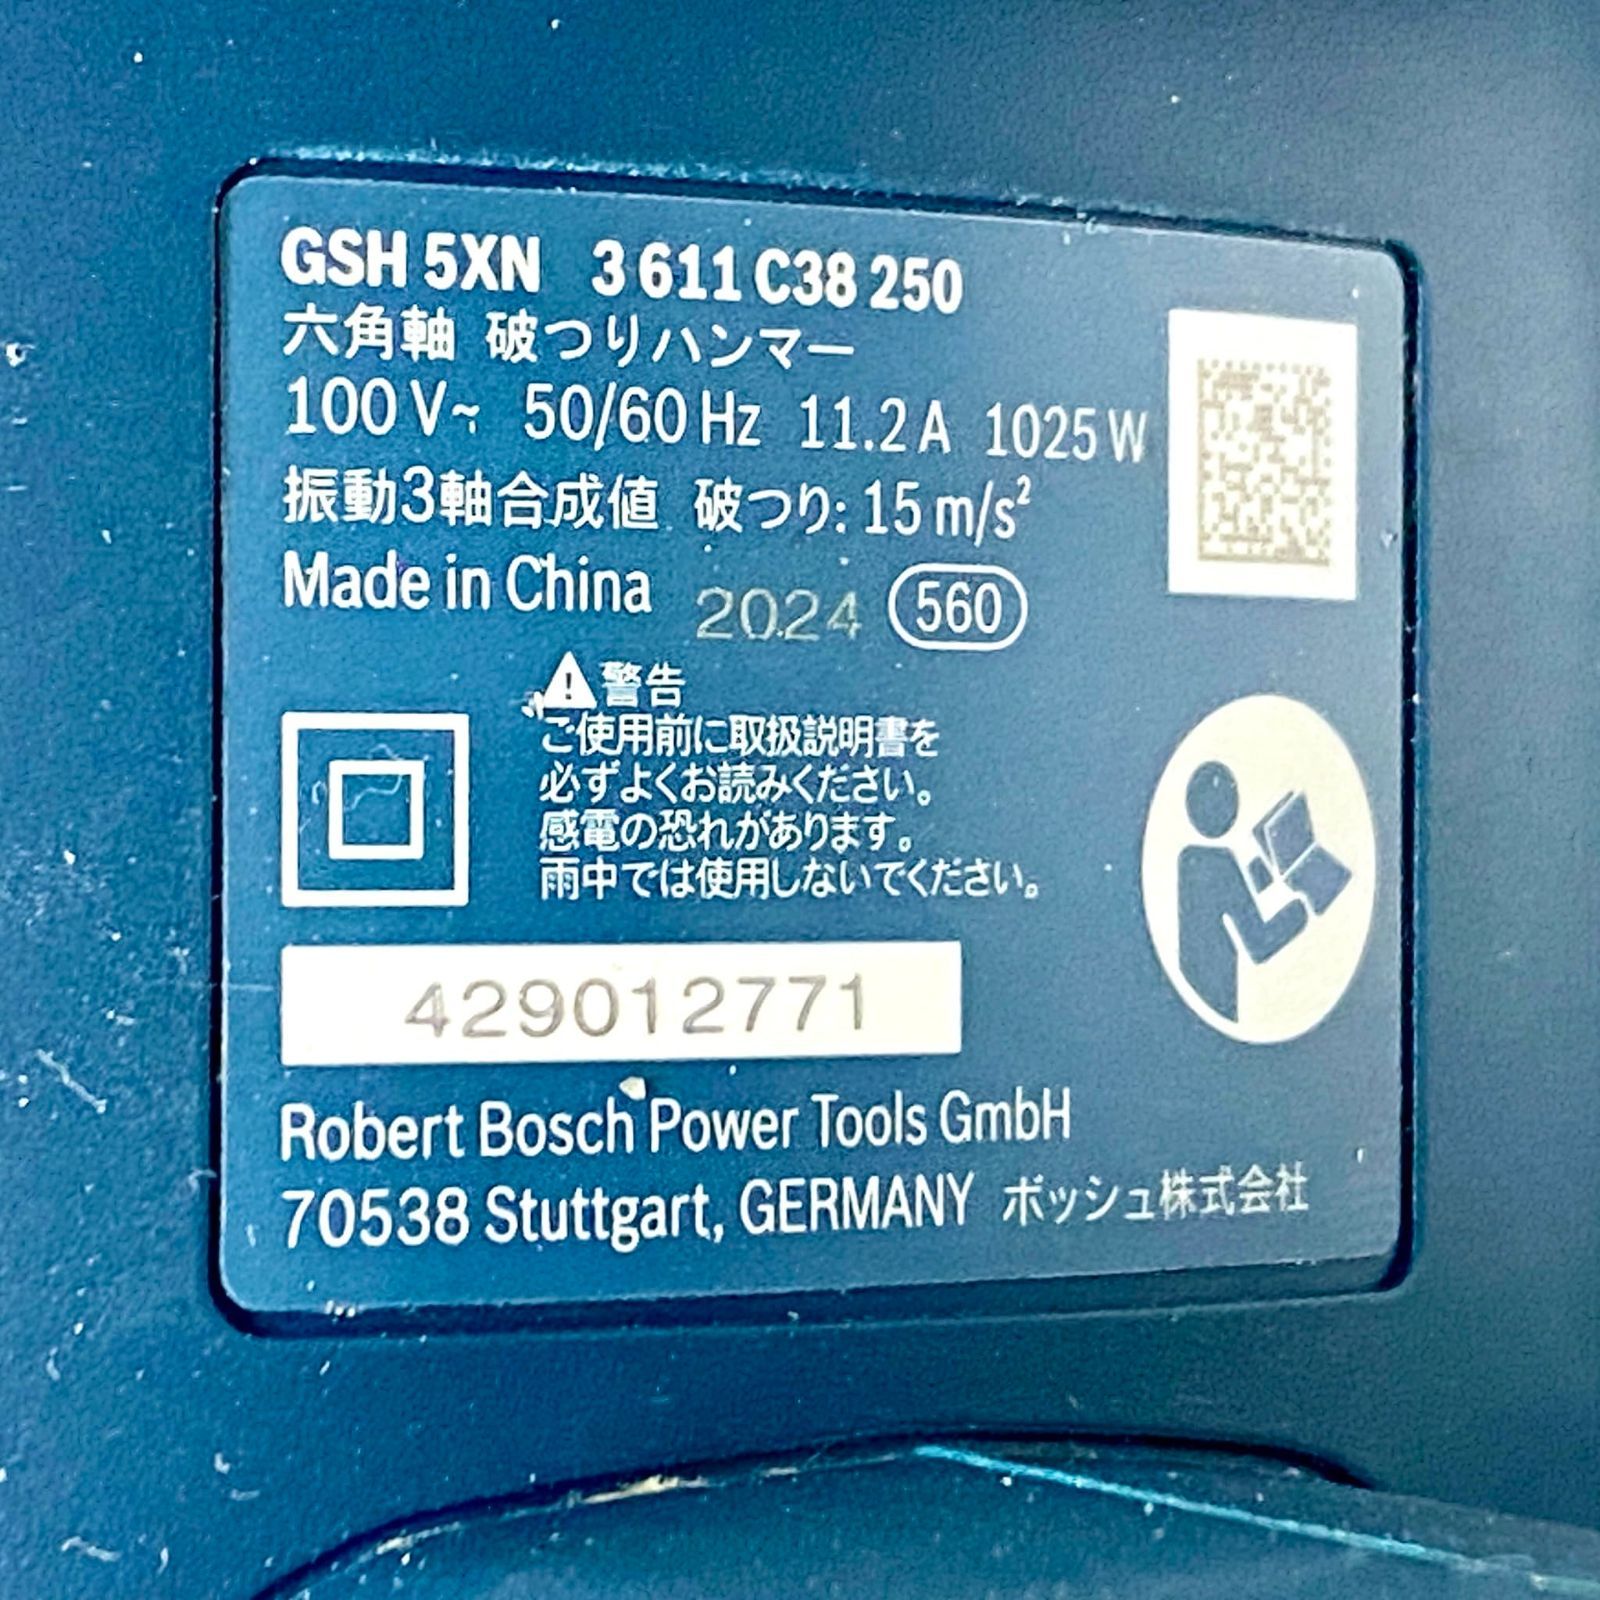 GSH 5XN 3 611 C38 250
六角軸 破つりハンマー
100 V~ 50/60 Hz 11.2 A 1025 W
振動3軸合成値 破つり: 15 m/s²
Made in China 2024 560
警告
ご使用前に取扱説明書を
必ずよくお読みください。
感電の恐れがあります。
雨中では使用しないでください。
429012771
Robert Bosch Power Tools GmbH
70538 Stuttgart, GERMANY ボッシュ株式会社